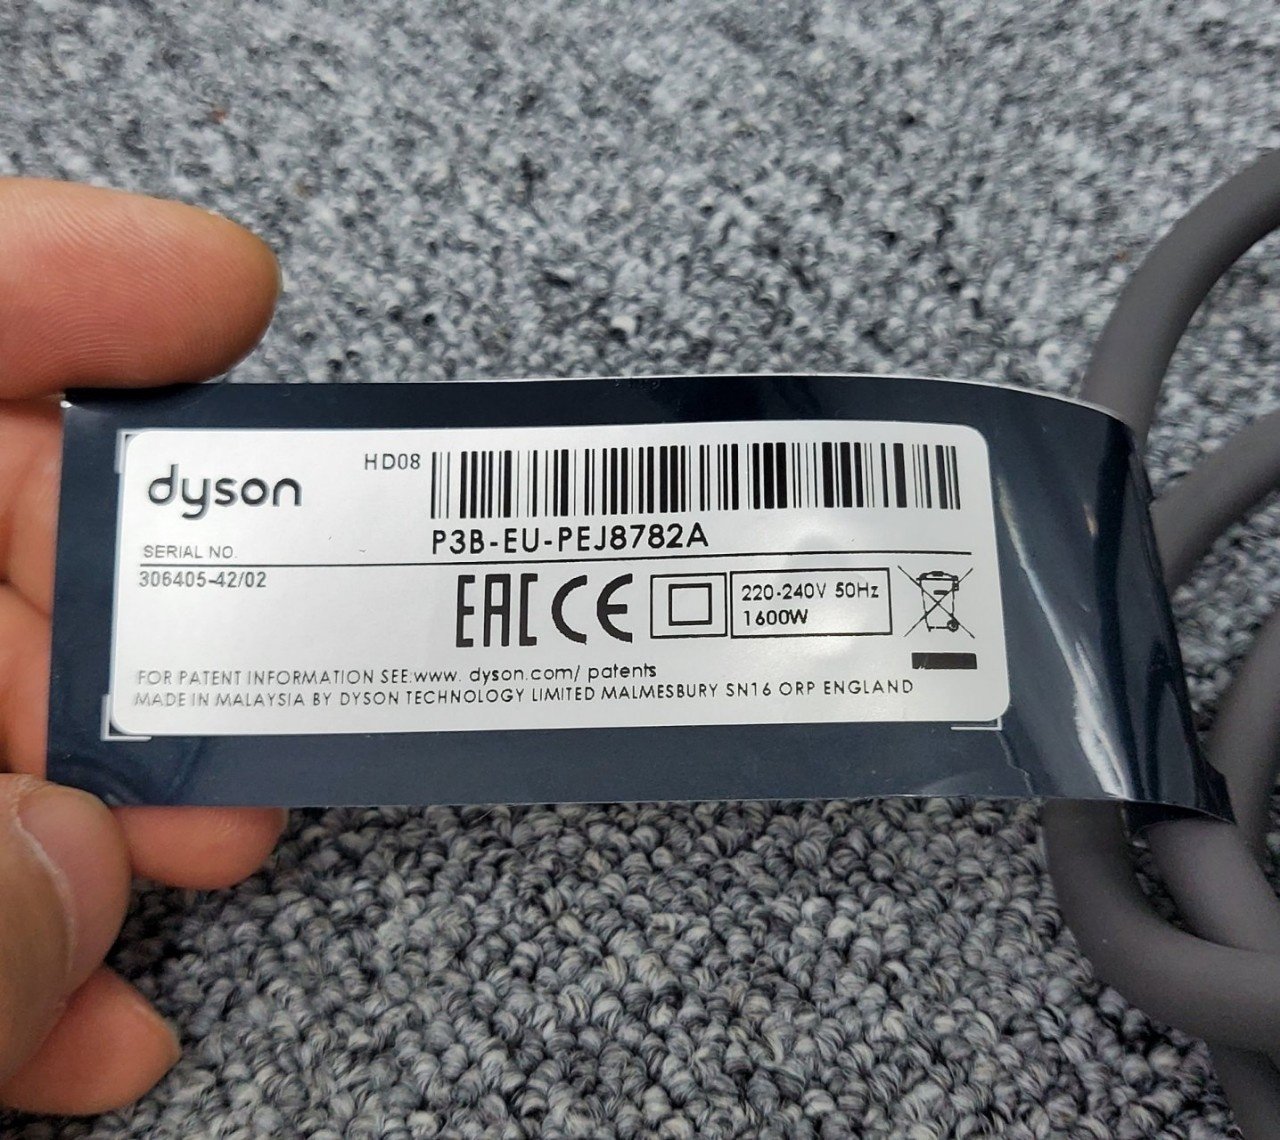 HD08
dyson
P3B-EU-PEJ8782A
SERIAL NO.
306405-42/02
EAC CE
220-240V 50Hz
1600W
FOR PATENT INFORMATION SEE:www. dyson.com/ patents
MADE IN MALAYSIA BY DYSON TECHNOLOGY LIMITED MALMESBURY SN16 ORP ENGLAND